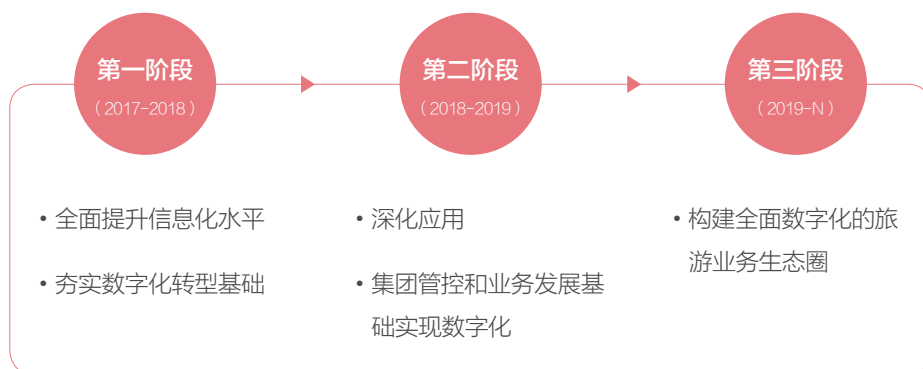 第一阶段
（2017-2018）
第二阶段
（2018-2019）
第三阶段
（2019-N）
• 全面提升信息化水平
• 夯实数字化转型基础
• 深化应用
• 集团管控和业务发展基
础实现数字化
• 构建全面数字化的旅
游业务生态圈